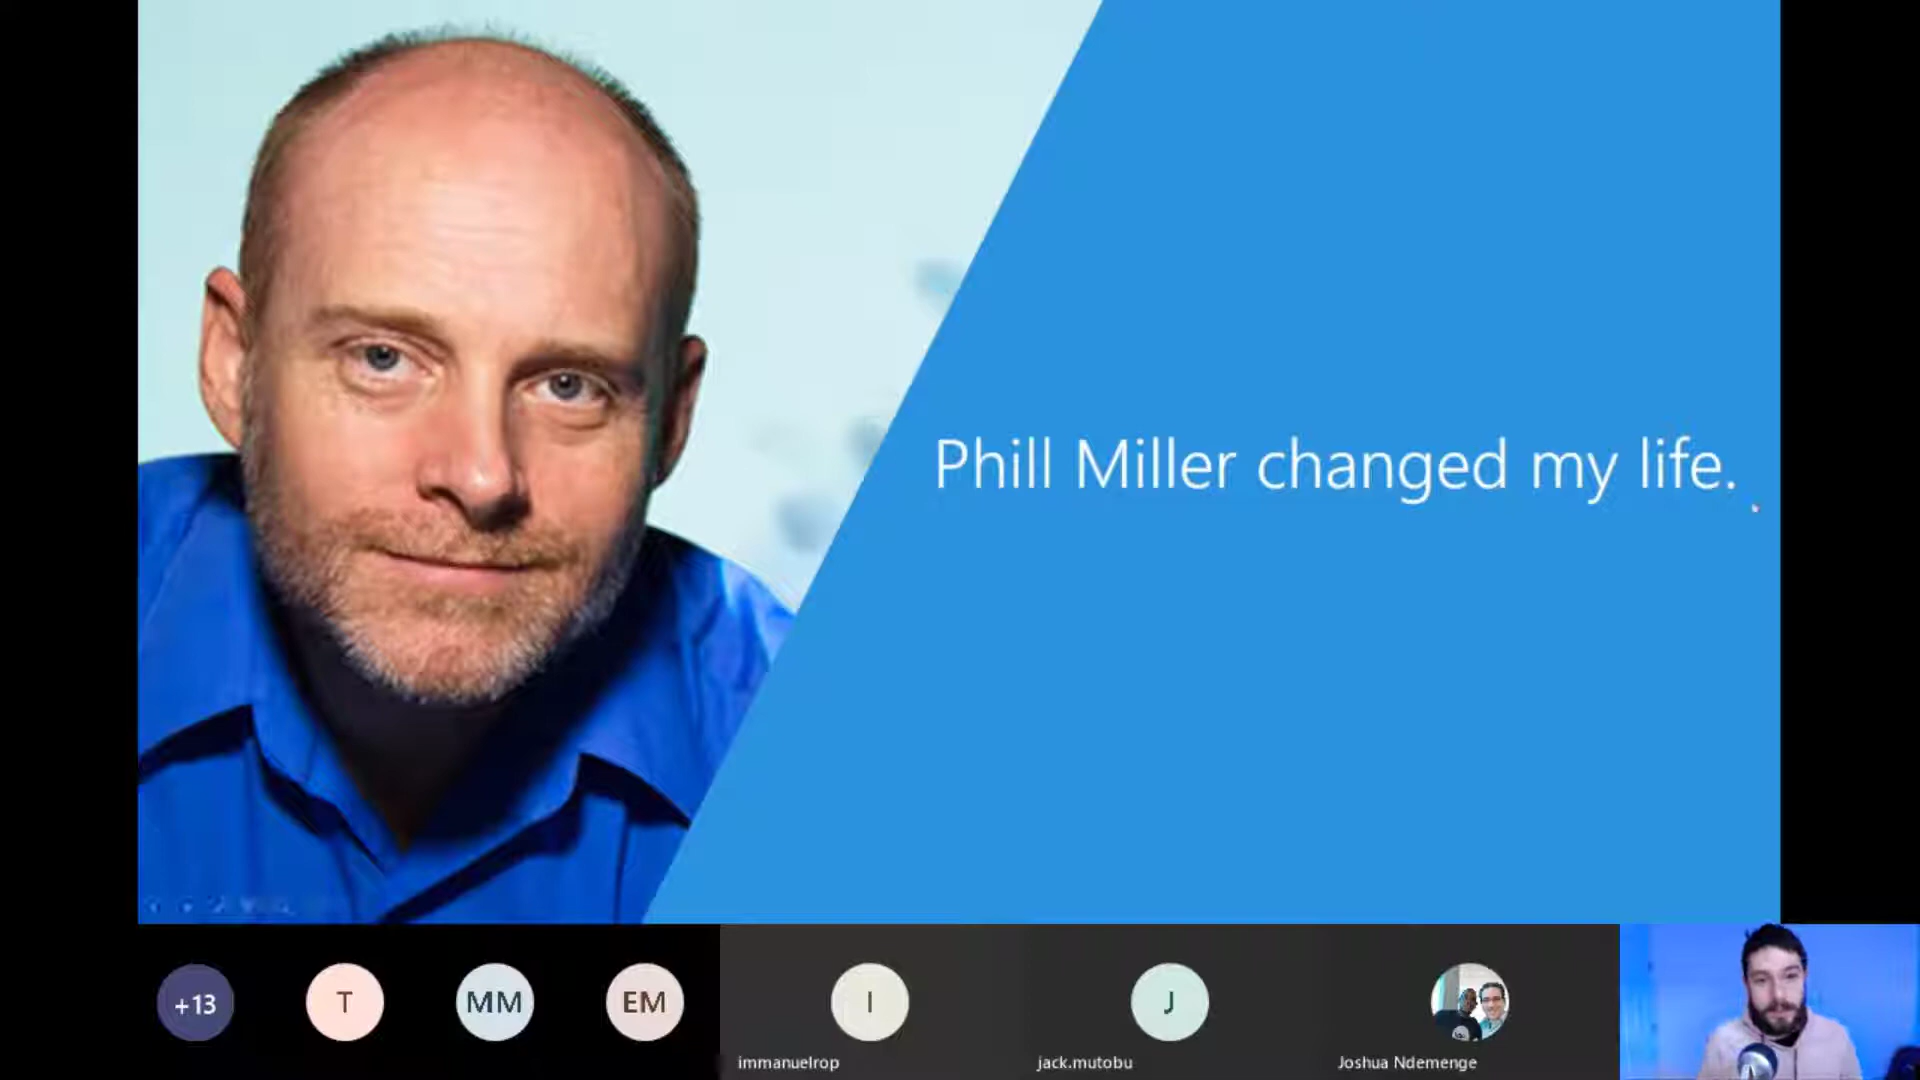 Phill Miller changed my life.
+13
T
MM
EM
I
J
immanuelrop
jack.mutobu
Joshua Ndemenge